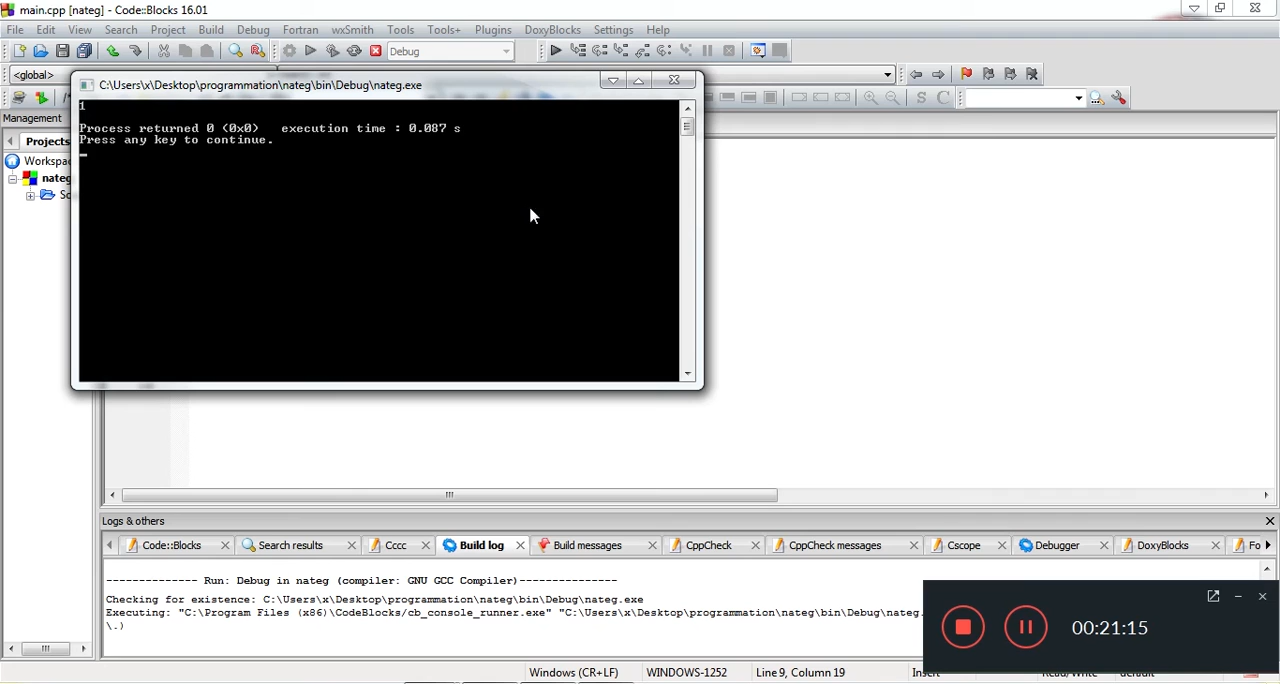 main.cpp [nateg] - Code::Blocks 16.01
File Edit View Search Project Build Debug Fortran wxSmith Tools Tools+ Plugins DoxyBlocks Settings Help
Debug
<global>
C:\Users\x\Desktop\programmation\nateg\bin\Debug\nateg.exe
1
Process returned 0 (0x0)   execution time : 0.087 s
Press any key to continue.
S C
Management
Projects
Workspa
nateg
So
Logs & others
Code::Blocks Search results Cccc Build log Build messages CppCheck CppCheck messages Cscope Debugger DoxyBlocks Fo
-------------- Run: Debug in nateg (compiler: GNU GCC Compiler)---------------
Checking for existence: C:\Users\x\Desktop\programmation\nateg\bin\Debug\nateg.exe
Executing: "C:\Program Files (x86)\CodeBlocks/cb_console_runner.exe" "C:\Users\x\Desktop\programmation\nateg\bin\Debug\nateg.
\.)
00:21:15
Windows (CR+LF) WINDOWS-1252 Line 9, Column 19 Insert Read/Write default